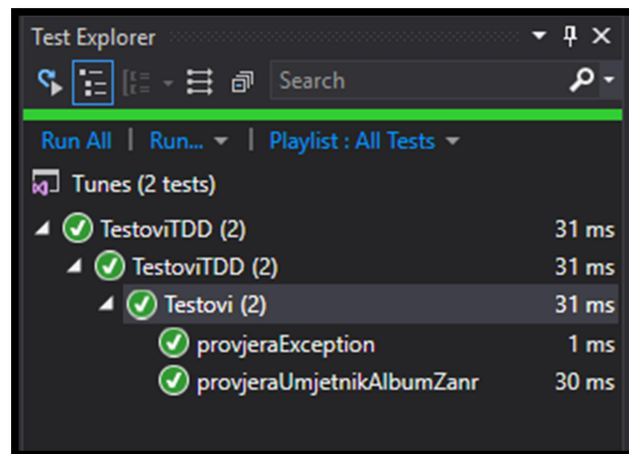 Test Explorer
Search
Run All | Run... | Playlist : All Tests
Tunes (2 tests)
TestoviTDD (2) 31 ms
TestoviTDD (2) 31 ms
Testovi (2) 31 ms
provjeraException 1 ms
provjeraUmjetnikAlbumZanr 30 ms